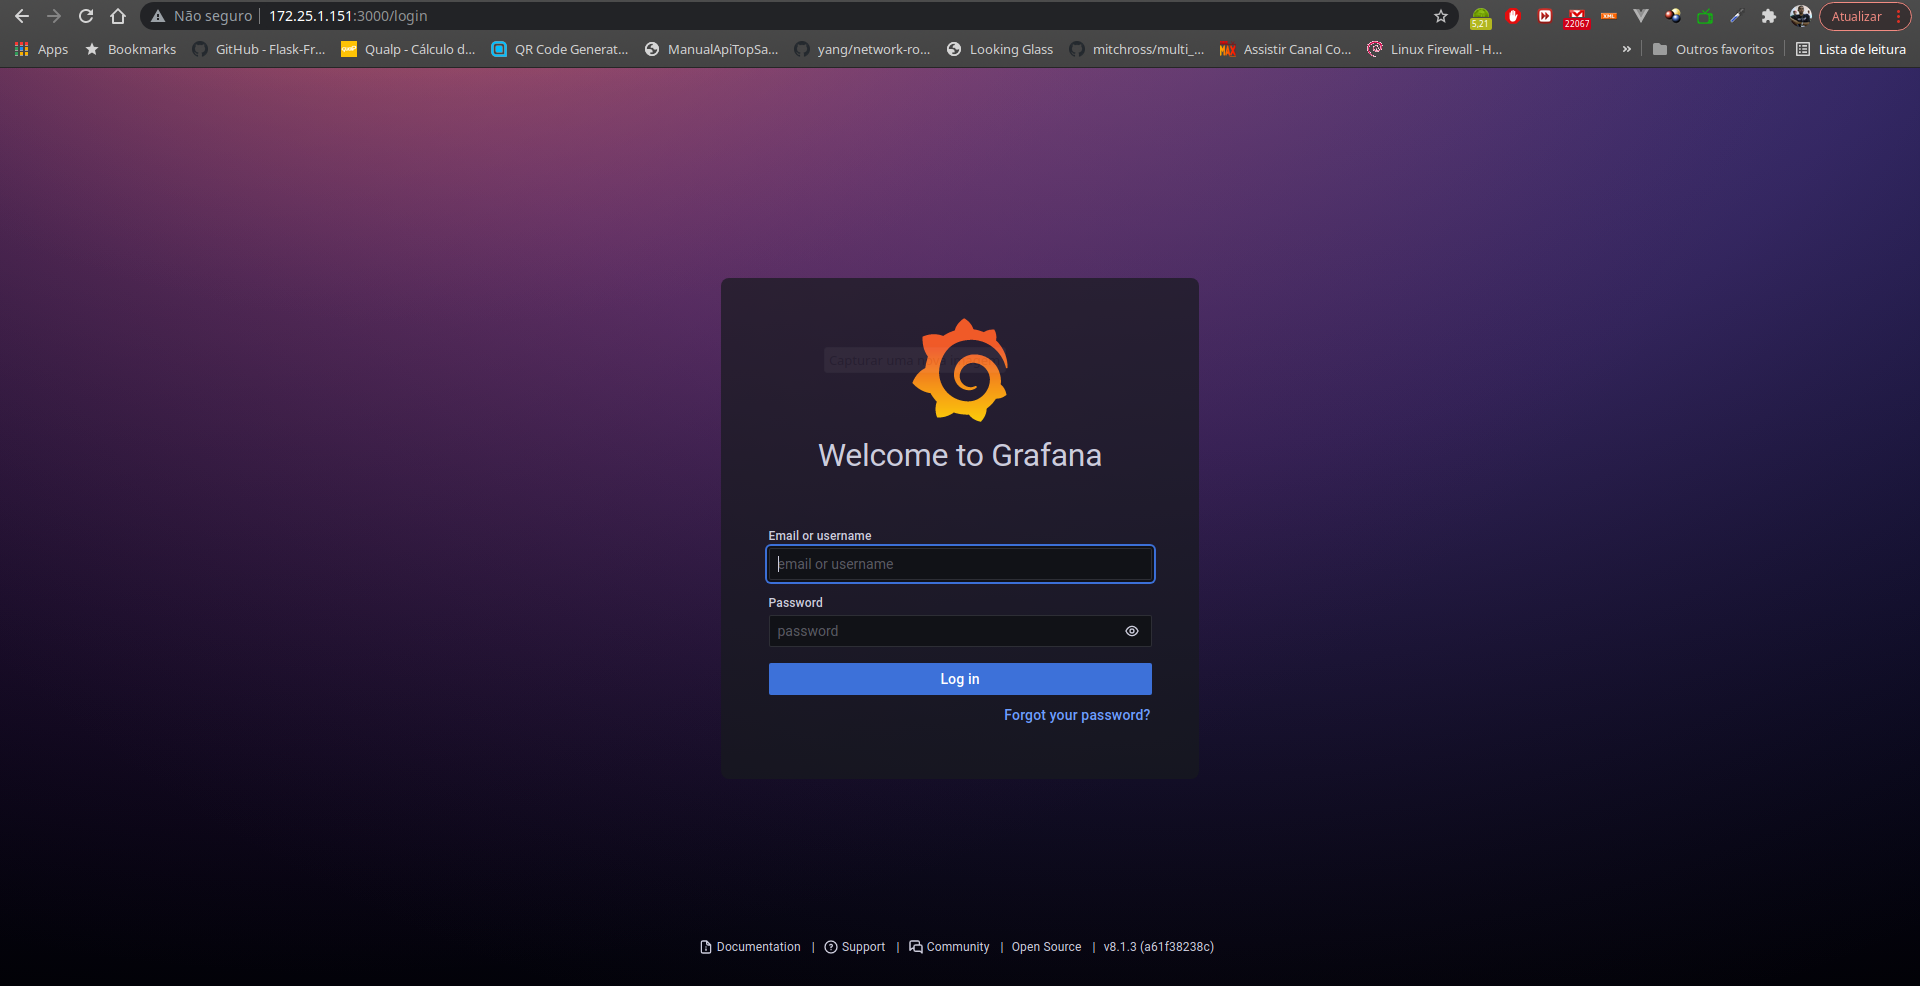 Não seguro 172.25.1.151:3000/login 5.21 22067 XML Atualizar
Apps Bookmarks GitHub - Flask-Fr... Qualp - Cálculo d... QR Code Generat... ManualApiTopSa... yang/network-ro... Looking Glass mitchross/multi_... MAX Assistir Canal Co... Linux Firewall - H... » Outros favoritos Lista de leitura
Capturar uma
Welcome to Grafana
Email or username
email or username
Password
password
Log in
Forgot your password?
Documentation | Support | Community | Open Source | v8.1.3 (a61f38238c)